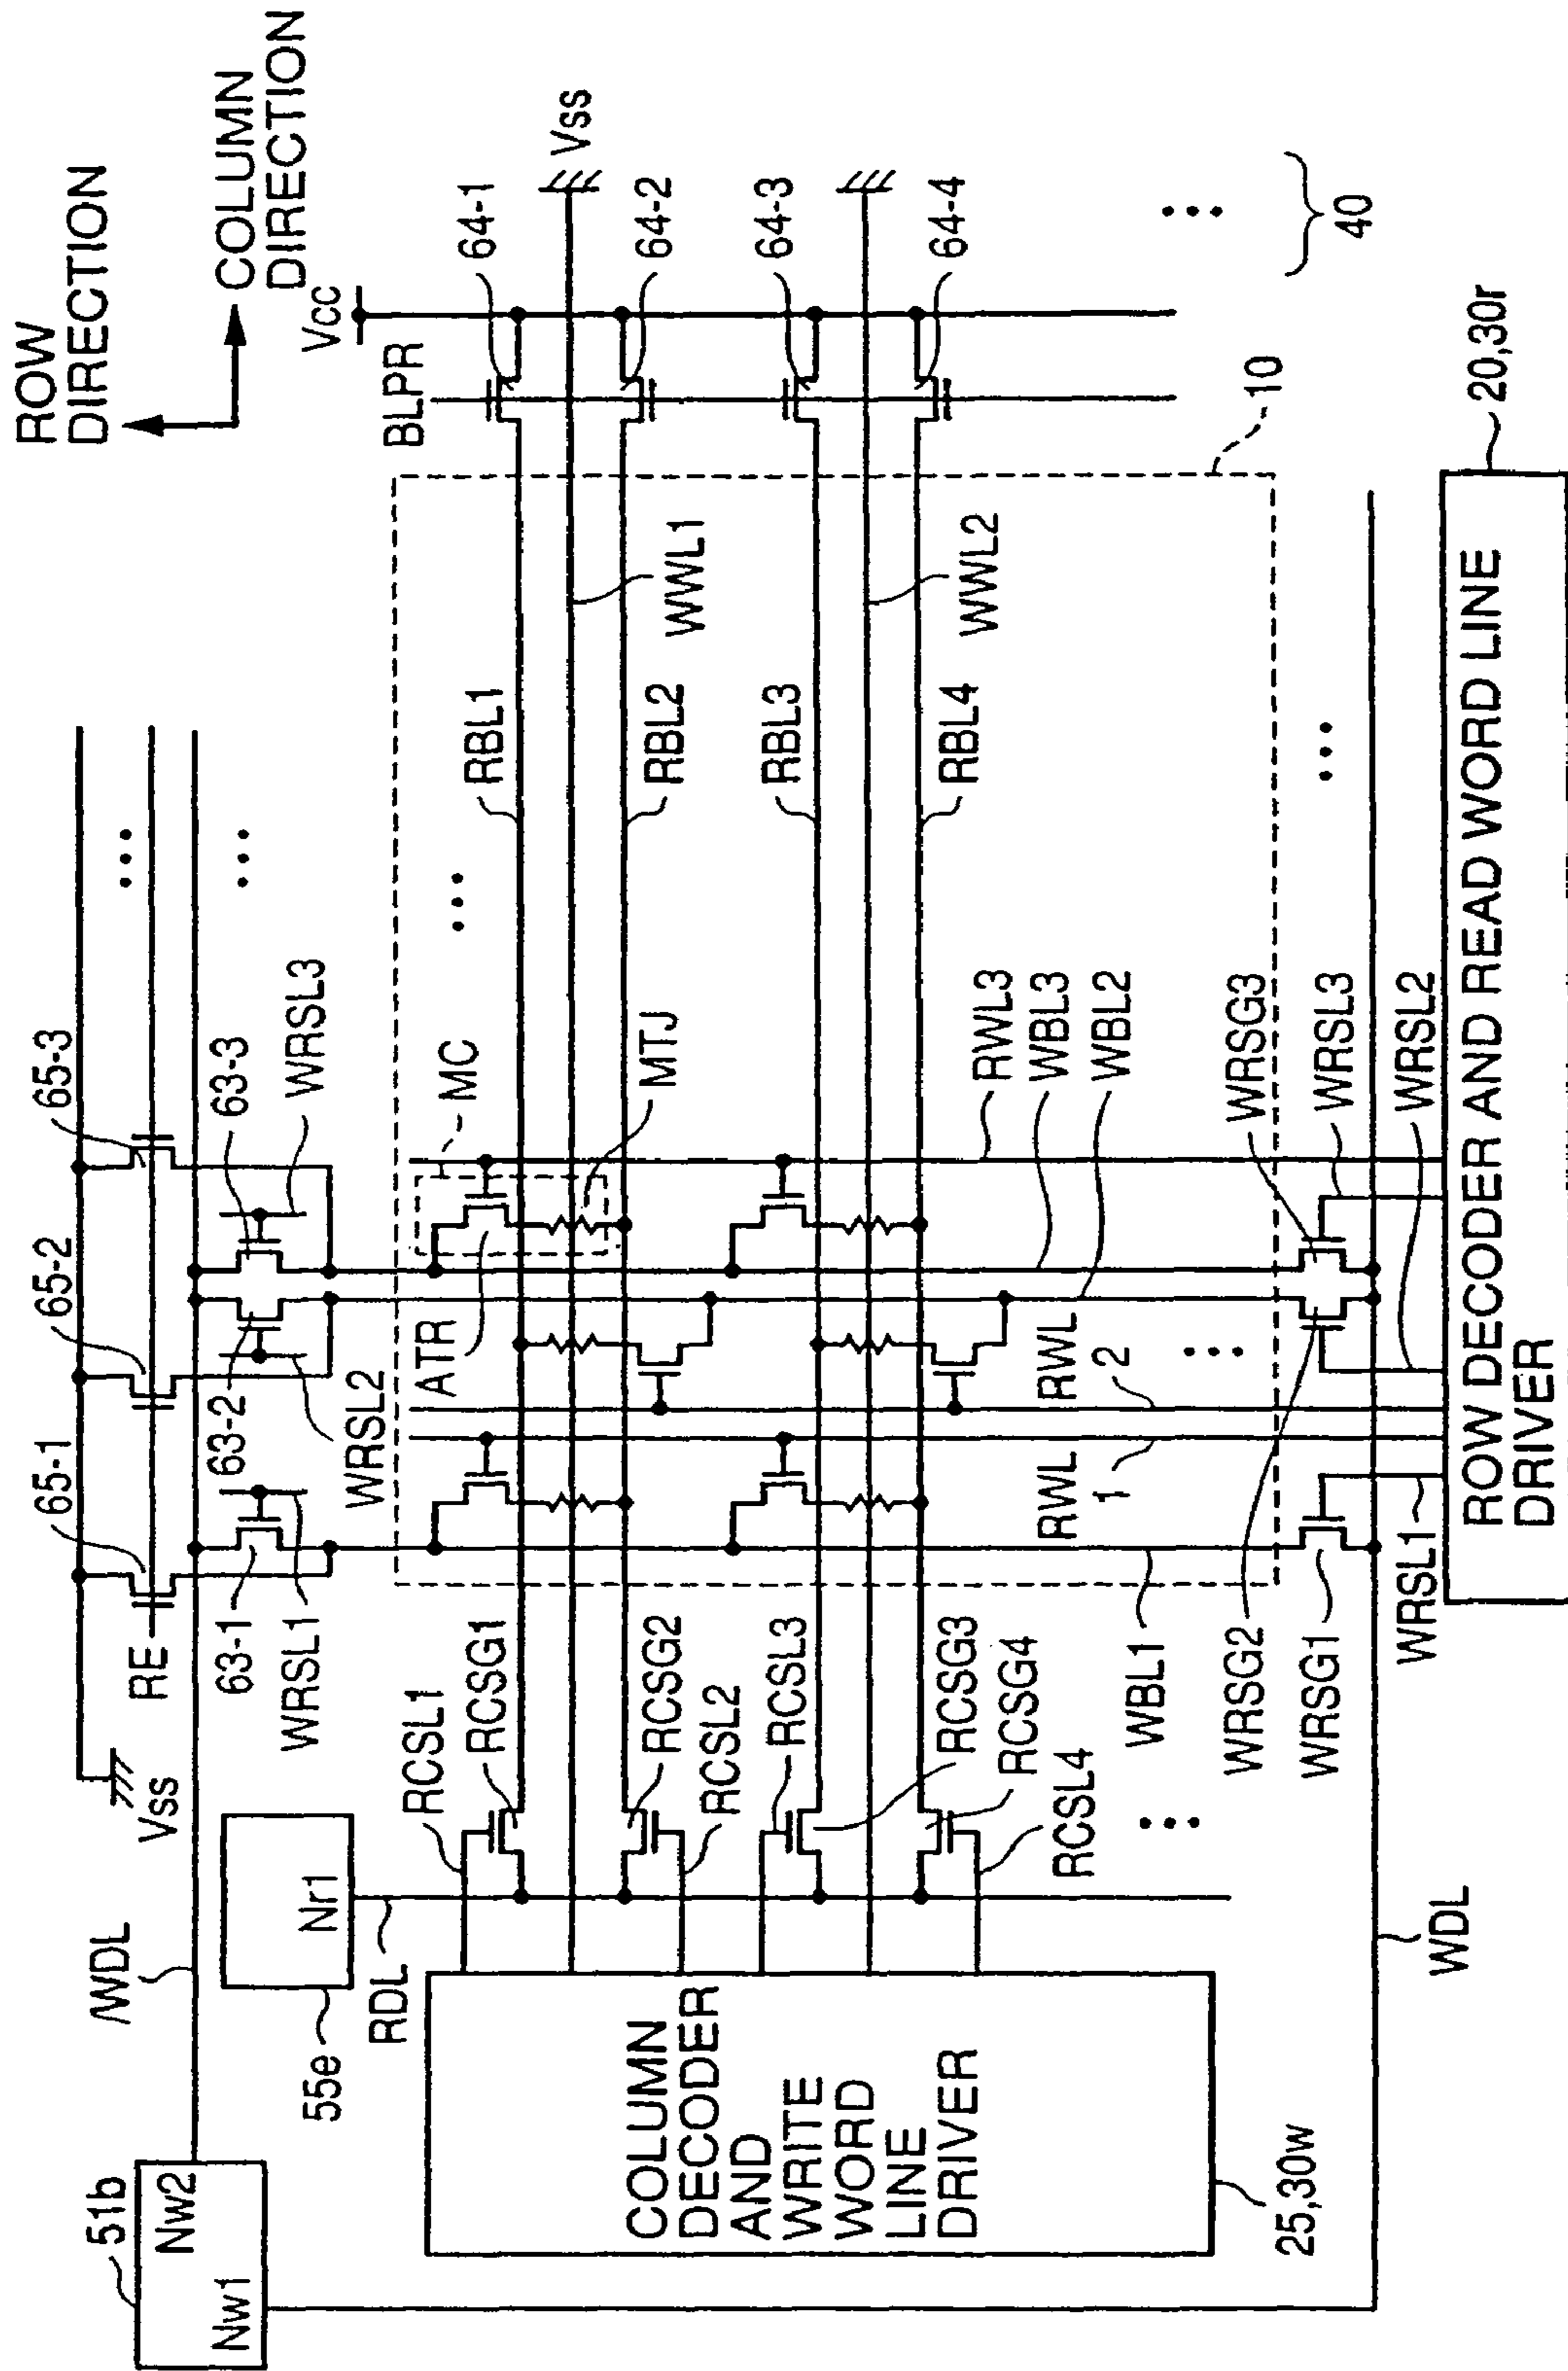 ROW
DIRECTION
COLUMN
DIRECTION
51b
Nw2
Nw1
/WDL
Vss
RE
65-1
65-2
65-3
63-1
WRSL1
63-2
WRSL2
63-3
WRSL3
55e
Nr1
RDL
Vcc
BLPR
64-1
Vss
64-2
64-3
64-4
40
10
20,30r
RCSL1
RCSG1
RCSG2
RCSL2
RCSL3
RCSG3
RCSG4
RCSL4
MC
ATR
MTJ
RBL1
WWL1
RBL2
RBL3
WWL2
RBL4
RWL
1
RWL
2
RWL3
WBL3
WBL2
WBL1
WRSG3
WRSL3
WRSL2
WRSG2
WRSG1
WRSL1
WDL
COLUMN
DECODER
AND
WRITE
WORD
LINE
DRIVER
25,30w
ROW DECODER AND READ WORD LINE
DRIVER